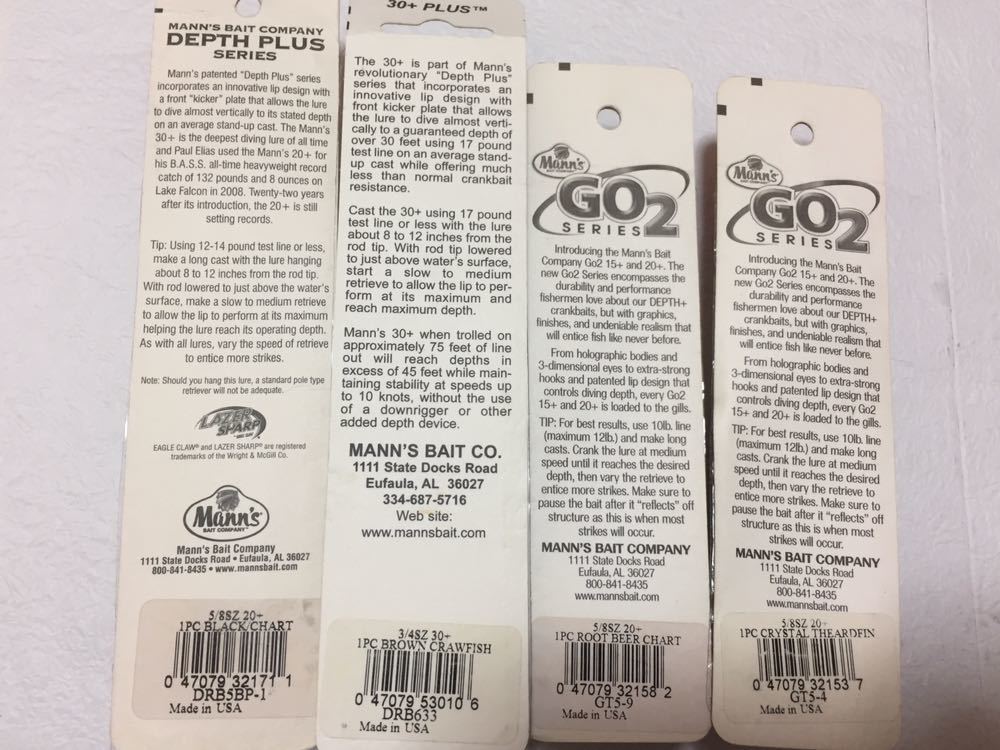 MANN'S BAIT COMPANY
DEPTH PLUS
SERIES
Mann's patented "Depth Plus" series
incorporates an innovative lip design with
a front "kicker" plate that allows the lure
to dive almost vertically to its stated depth
on an average stand-up cast. The Mann's
30+ is the deepest diving lure of all time
and Paul Elias used the Mann's 20+ for
his B.A.S.S. all-time heavyweight record
catch of 132 pounds and 8 ounces on
Lake Falcon in 2008. Twenty-two years
after its introduction, the 20+ is still
setting records.
Tip: Using 12-14 pound test line or less,
make a long cast with the lure hanging
about 8 to 12 inches from the rod tip.
With rod lowered to just above the water's
surface, make a slow to medium retrieve
to allow the lip to perform at its maximum
helping the lure reach its operating depth.
As with all lures, vary the speed of retrieve
to entice more strikes.
Note: Should you hang this lure, a standard pole type
retriever will not be adequate.
LAZER
SHARP
EAGLE CLAW® and LAZER SHARP® are registered
trademarks of the Wright & McGill Co.
Mann's
BAIT COMPANY
Mann's Bait Company
1111 State Docks Road • Eufaula, AL 36027
800-841-8435 • www.mannsbait.com
5/8SZ 20+
1PC BLACK/CHART
0 47079 32171 1
DRB5BP-1
Made in USA
30+ PLUS™
The 30+ is part of Mann's
revolutionary "Depth Plus"
series that incorporates an
innovative lip design with
front kicker plate that allows
the lure to dive almost verti-
cally to a guaranteed depth of
over 30 feet using 17 pound
test line on an average stand-
up cast while offering much
less than normal crankbait
resistance.
Cast the 30+ using 17 pound
test line or less with the lure
about 8 to 12 inches from the
rod tip. With rod tip lowered
to just above water's surface,
start a slow to medium
retrieve to allow the lip to per-
form at its maximum and
reach maximum depth.
Mann's 30+ when trolled on
approximately 75 feet of line
out will reach depths in
excess of 45 feet while main-
taining stability at speeds up
to 10 knots, without the use
of a downrigger or other
added depth device.
MANN'S BAIT CO.
1111 State Docks Road
Eufaula, AL 36027
334-687-5716
Web site:
www.mannsbait.com
3/4SZ 30+
1PC BROWN CRAWFISH
0 47079 53010 6
DRB633
Made in USA
Mann's
BAIT COMPANY
GO2
SERIES
Introducing the Mann's Bait
Company Go2 15+ and 20+. The
new Go2 Series encompasses the
durability and performance
fishermen love about our DEPTH+
crankbaits, but with graphics,
finishes, and undeniable realism that
will entice fish like never before.
From holographic bodies and
3-dimensional eyes to extra-strong
hooks and patented lip design that
controls diving depth, every Go2
15+ and 20+ is loaded to the gills.
TIP: For best results, use 10lb. line
(maximum 12lb.) and make long
casts. Crank the lure at medium
speed until it reaches the desired
depth, then vary the retrieve to
entice more strikes. Make sure to
pause the bait after it "reflects" off
structure as this is when most
strikes will occur.
MANN'S BAIT COMPANY
1111 State Docks Road
Eufaula, AL 36027
800-841-8435
www.mannsbait.com
5/8SZ 20+
1PC ROOT BEER CHART
0 47079 32158 2
GT5-9
Made in USA
Mann's
BAIT COMPANY
GO2
SERIES
Introducing the Mann's Bait
Company Go2 15+ and 20+. The
new Go2 Series encompasses the
durability and performance
fishermen love about our DEPTH+
crankbaits, but with graphics,
finishes, and undeniable realism that
will entice fish like never before.
From holographic bodies and
3-dimensional eyes to extra-strong
hooks and patented lip design that
controls diving depth, every Go2
15+ and 20+ is loaded to the gills.
TIP: For best results, use 10lb. line
(maximum 12lb.) and make long
casts. Crank the lure at medium
speed until it reaches the desired
depth, then vary the retrieve to
entice more strikes. Make sure to
pause the bait after it "reflects" off
structure as this is when most
strikes will occur.
MANN'S BAIT COMPANY
1111 State Docks Road
Eufaula, AL 36027
800-841-8435
www.mannsbait.com
5/8SZ 20+
1PC CRYSTAL THEARDFIN
0 47079 32153 7
GT5-4
Made in USA